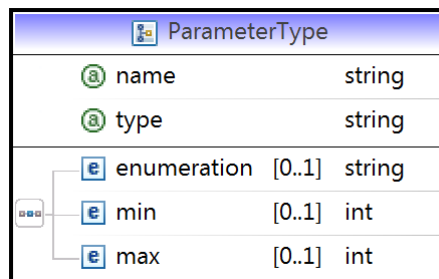 ParameterType
a name string
a type string
e enumeration [0..1] string
e min [0..1] int
e max [0..1] int